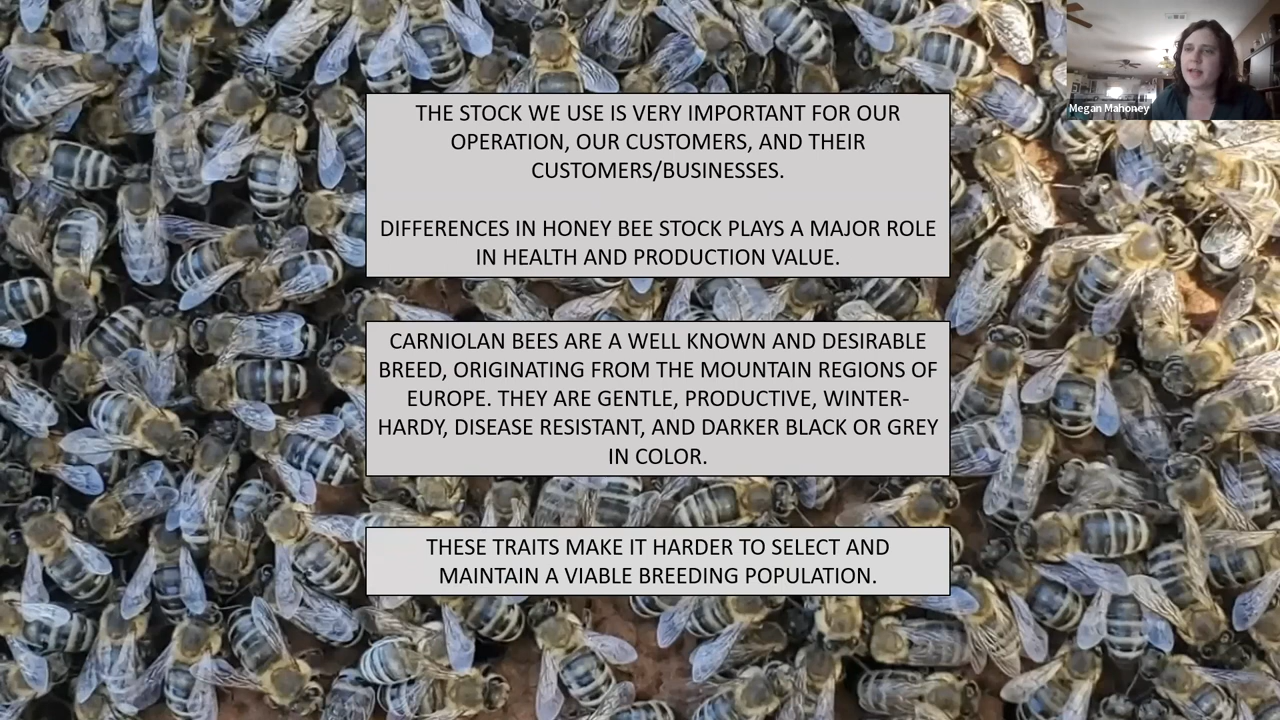 THE STOCK WE USE IS VERY IMPORTANT FOR OUR
OPERATION, OUR CUSTOMERS, AND THEIR
CUSTOMERS/BUSINESSES.
DIFFERENCES IN HONEY BEE STOCK PLAYS A MAJOR ROLE
IN HEALTH AND PRODUCTION VALUE.
CARNIOLAN BEES ARE A WELL KNOWN AND DESIRABLE
BREED, ORIGINATING FROM THE MOUNTAIN REGIONS OF
EUROPE. THEY ARE GENTLE, PRODUCTIVE, WINTER-
HARDY, DISEASE RESISTANT, AND DARKER BLACK OR GREY
IN COLOR.
THESE TRAITS MAKE IT HARDER TO SELECT AND
MAINTAIN A VIABLE BREEDING POPULATION.
Megan Mahoney